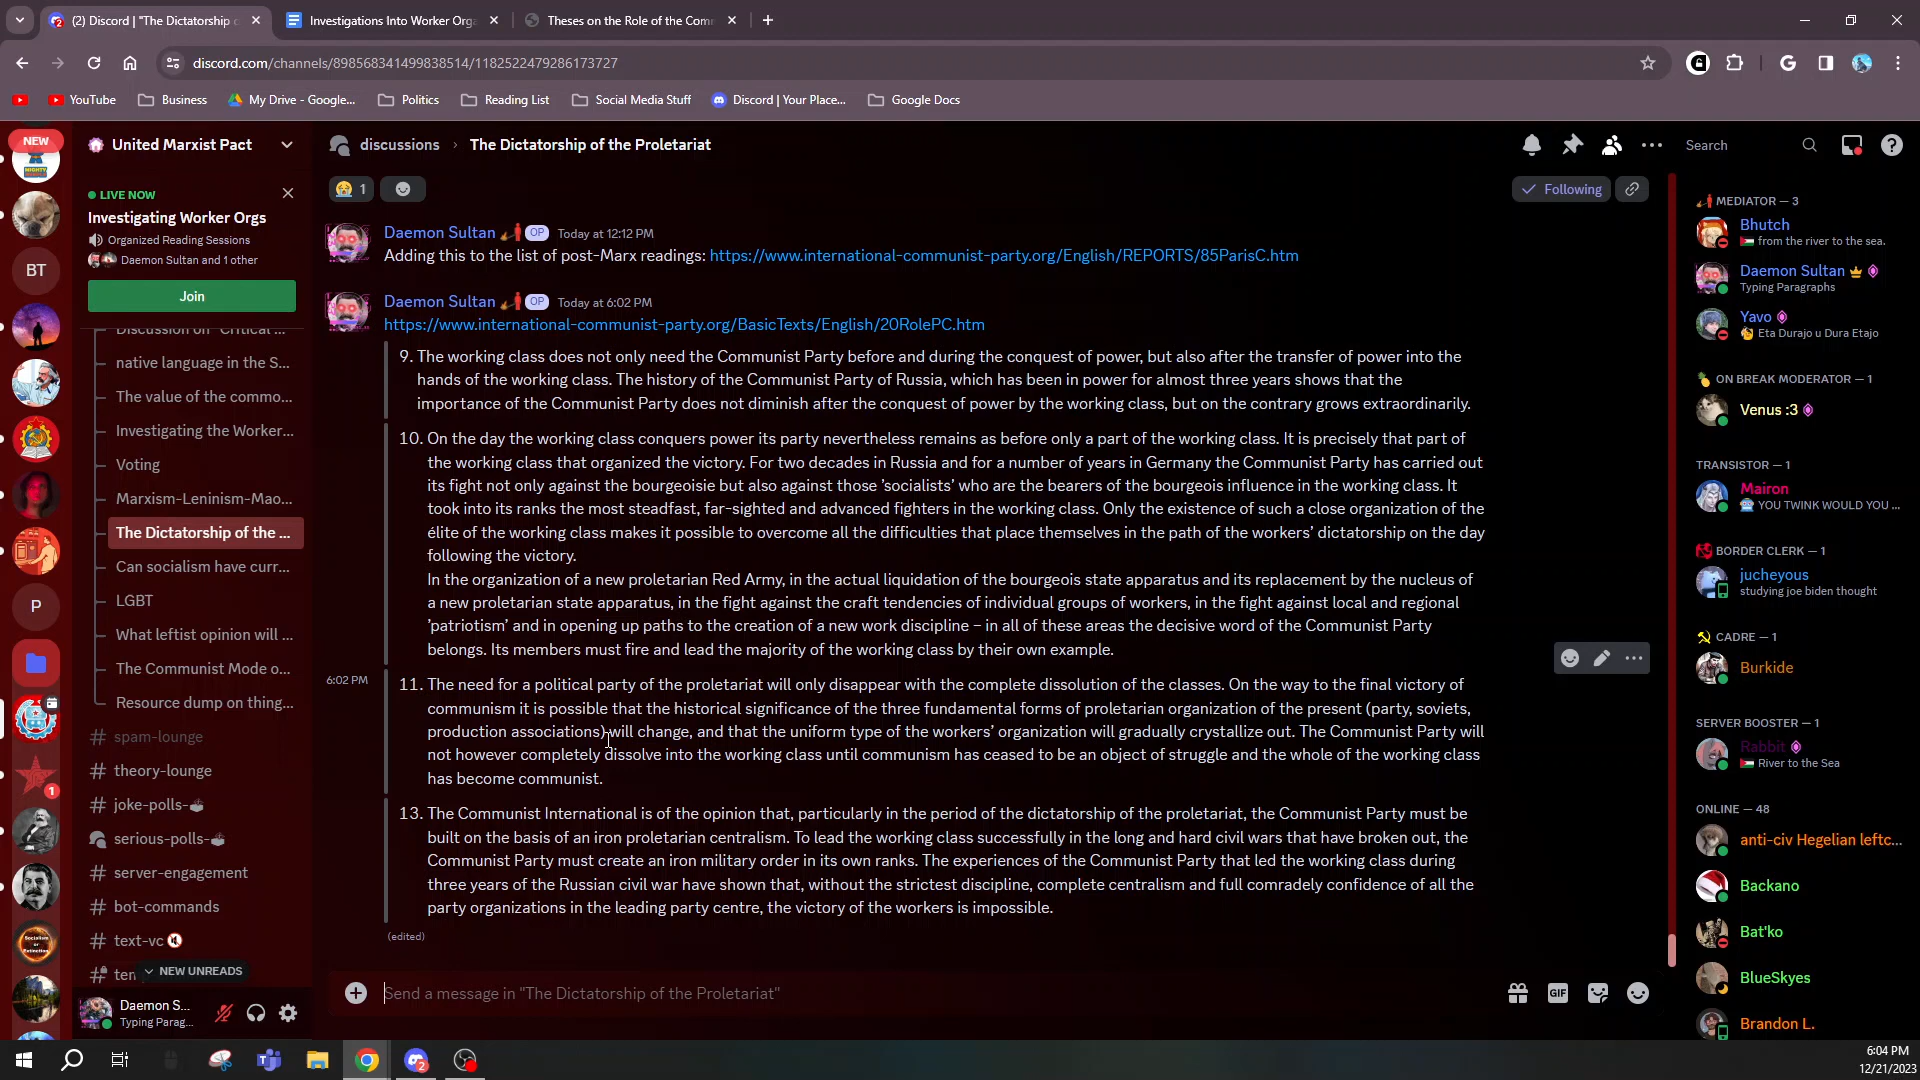 (2) Discord | "The Dictatorship o
Investigations Into Worker Orga
Theses on the Role of the Com
discord.com/channels/898568341499838514/1182522479286173727
YouTube
Business
My Drive - Google...
Politics
Reading List
Social Media Stuff
Discord | Your Place...
Google Docs
NEW
BT
P
1
United Marxist Pact
LIVE NOW
Investigating Worker Orgs
Organized Reading Sessions
Daemon Sultan and 1 other
Join
Discussion on "Critical ...
native language in the S...
The value of the commo...
Investigating the Worker...
Voting
Marxism-Leninism-Mao...
The Dictatorship of the ...
Can socialism have curr...
LGBT
What leftist opinion will ...
The Communist Mode o...
Resource dump on thing...
spam-lounge
theory-lounge
joke-polls-
serious-polls-
server-engagement
bot-commands
text-vc
NEW UNREADS
Daemon S...
Typing Parag...
discussions › The Dictatorship of the Proletariat
Search
1
Following
Daemon Sultan OP Today at 12:12 PM
Adding this to the list of post-Marx readings: https://www.international-communist-party.org/English/REPORTS/85ParisC.htm
Daemon Sultan OP Today at 6:02 PM
https://www.international-communist-party.org/BasicTexts/English/20RolePC.htm
9. The working class does not only need the Communist Party before and during the conquest of power, but also after the transfer of power into the
hands of the working class. The history of the Communist Party of Russia, which has been in power for almost three years shows that the
importance of the Communist Party does not diminish after the conquest of power by the working class, but on the contrary grows extraordinarily.
10. On the day the working class conquers power its party nevertheless remains as before only a part of the working class. It is precisely that part of
the working class that organized the victory. For two decades in Russia and for a number of years in Germany the Communist Party has carried out
its fight not only against the bourgeoisie but also against those 'socialists' who are the bearers of the bourgeois influence in the working class. It
took into its ranks the most steadfast, far-sighted and advanced fighters in the working class. Only the existence of such a close organization of the
élite of the working class makes it possible to overcome all the difficulties that place themselves in the path of the workers' dictatorship on the day
following the victory.
In the organization of a new proletarian Red Army, in the actual liquidation of the bourgeois state apparatus and its replacement by the nucleus of
a new proletarian state apparatus, in the fight against the craft tendencies of individual groups of workers, in the fight against local and regional
'patriotism' and in opening up paths to the creation of a new work discipline – in all of these areas the decisive word of the Communist Party
belongs. Its members must fire and lead the majority of the working class by their own example.
6:02 PM
11. The need for a political party of the proletariat will only disappear with the complete dissolution of the classes. On the way to the final victory of
communism it is possible that the historical significance of the three fundamental forms of proletarian organization of the present (party, soviets,
production associations) will change, and that the uniform type of the workers' organization will gradually crystallize out. The Communist Party will
not however completely dissolve into the working class until communism has ceased to be an object of struggle and the whole of the working class
has become communist.
13. The Communist International is of the opinion that, particularly in the period of the dictatorship of the proletariat, the Communist Party must be
built on the basis of an iron proletarian centralism. To lead the working class successfully in the long and hard civil wars that have broken out, the
Communist Party must create an iron military order in its own ranks. The experiences of the Communist Party that led the working class during
three years of the Russian civil war have shown that, without the strictest discipline, complete centralism and full comradely confidence of all the
party organizations in the leading party centre, the victory of the workers is impossible.
(edited)
Send a message in "The Dictatorship of the Proletariat"
GIF
MEDIATOR — 3
Bhutch
from the river to the sea.
Daemon Sultan
Typing Paragraphs
Yavo
Eta Durajo u Dura Etajo
ON BREAK MODERATOR — 1
Venus :3
TRANSISTOR — 1
Mairon
YOU TWINK WOULD YOU ...
BORDER CLERK — 1
jucheyous
studying joe biden thought
CADRE — 1
Burkide
SERVER BOOSTER — 1
Rabbit
River to the Sea
ONLINE — 48
anti-civ Hegelian leftc...
Backano
Bat'ko
BlueSkyes
Brandon L.
6:04 PM
12/21/2023